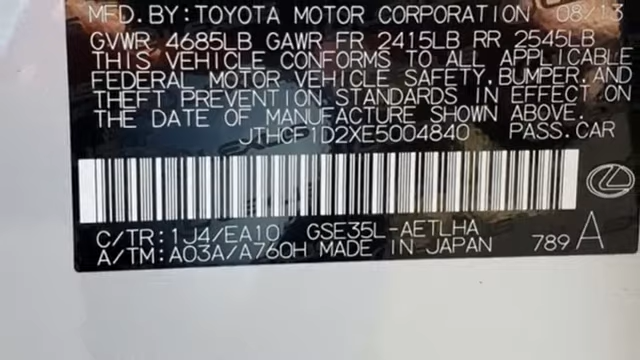 MFD.BY:TOYOTA MOTOR CORPORATION 08/13
GVWR 4685LB GAWR FR 2415LB RR 2545LB
THIS VEHICLE CONFORMS TO ALL APPLICABLE
FEDERAL MOTOR VEHICLE SAFETY,BUMPER,AND
THEFT PREVENTION STANDARDS IN EFFECT ON
THE DATE OF MANUFACTURE SHOWN ABOVE.
JTHCF1D2XE5004840 PASS.CAR
C/TR:1J4/EA10 GSE35L-AETLHA
A/TM:A03A/A760H MADE IN JAPAN 789 A